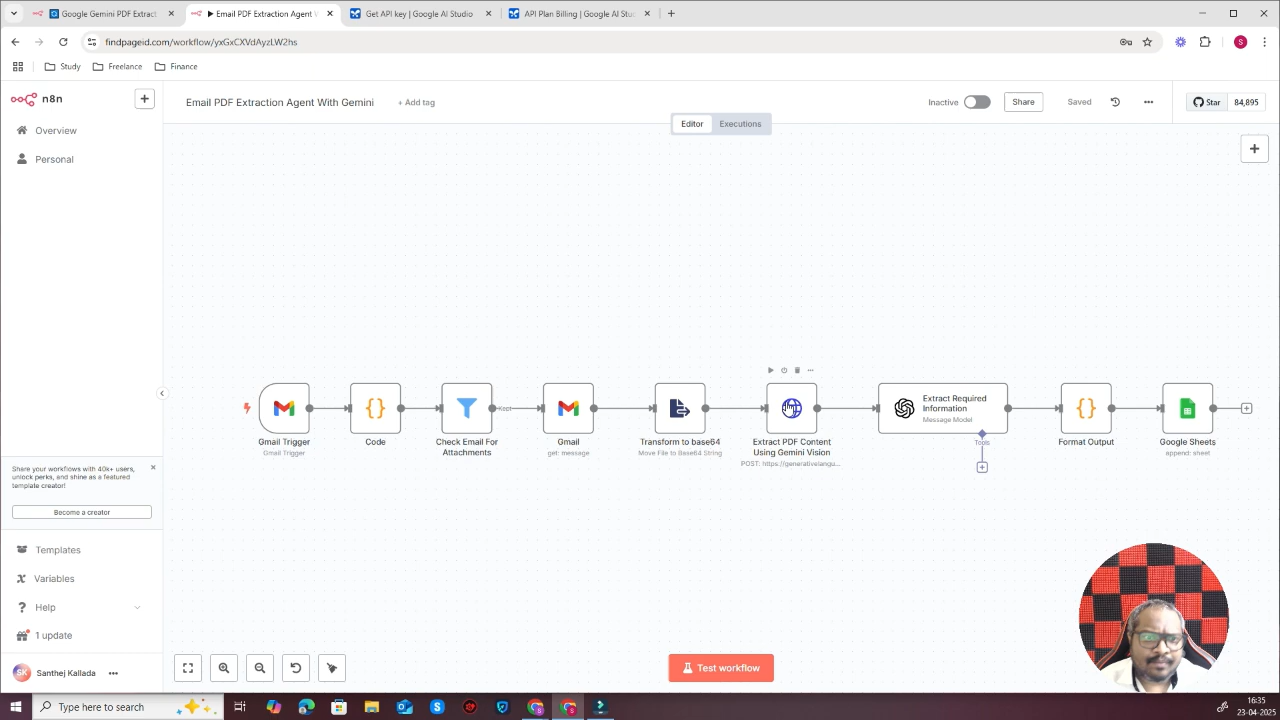 Google Gemini PDF Extract
Email PDF Extraction Agent W
Get API key | Google AI Studio
API Plan Billing | Google AI Stu
findpageid.com/workflow/yxGxCXVdAyzLW2hs
S
Study
Freelance
Finance
n8n
Email PDF Extraction Agent With Gemini
+ Add tag
Inactive
Share
Saved
Star
84,895
Editor
Executions
Overview
Personal
Kept
Extract Required
Information
Message Model
Tools
Gmail Trigger
Gmail Trigger
Code
Check Email For
Attachments
Gmail
get: message
Transform to base64
Move File to Base64 String
Extract PDF Content
Using Gemini Vision
POST: https://generativelangu...
Format Output
Google Sheets
append: sheet
Share your workflows with 40k+ users,
unlock perks, and shine as a featured
template creator!
Become a creator
Templates
Variables
Help
1 update
SK
Santhej Kallada
Test workflow
Type here to search
16:25
23-04-2025